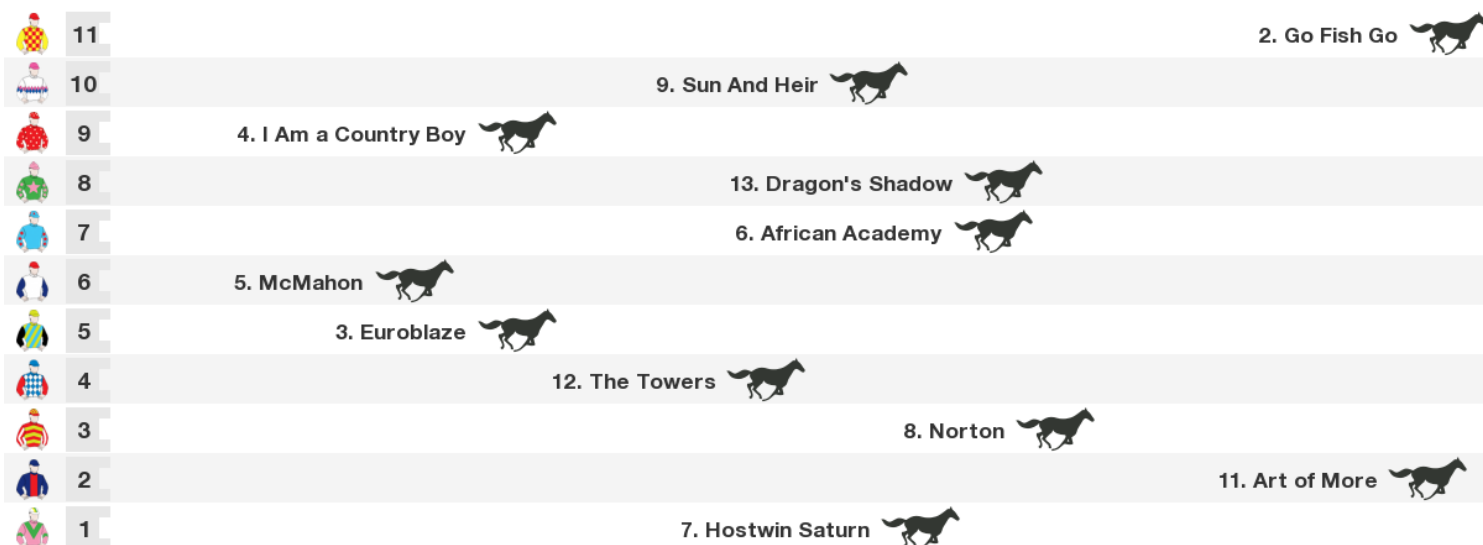 11 2. Go Fish Go
10 9. Sun And Heir
9 4. I Am a Country Boy
8 13. Dragon's Shadow
7 6. African Academy
6 5. McMahon
5 3. Euroblaze
4 12. The Towers
3 8. Norton
2 11. Art of More
1 7. Hostwin Saturn